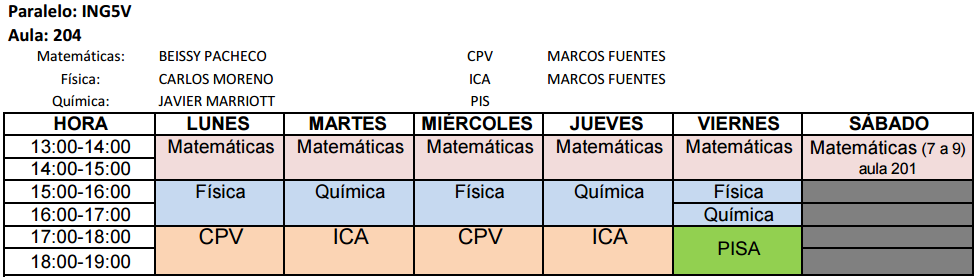 Paralelo: ING5V
Aula: 204
Matemáticas: BEISSY PACHECO CPV MARCOS FUENTES
Física: CARLOS MORENO ICA MARCOS FUENTES
Química: JAVIER MARRIOTT PIS
HORA LUNES MARTES MIÉRCOLES JUEVES VIERNES SÁBADO
13:00-14:00 Matemáticas Matemáticas Matemáticas Matemáticas Matemáticas Matemáticas (7 a 9)
14:00-15:00 aula 201
15:00-16:00 Física Química Física Química Física
16:00-17:00 Química
17:00-18:00 CPV ICA CPV ICA PISA
18:00-19:00